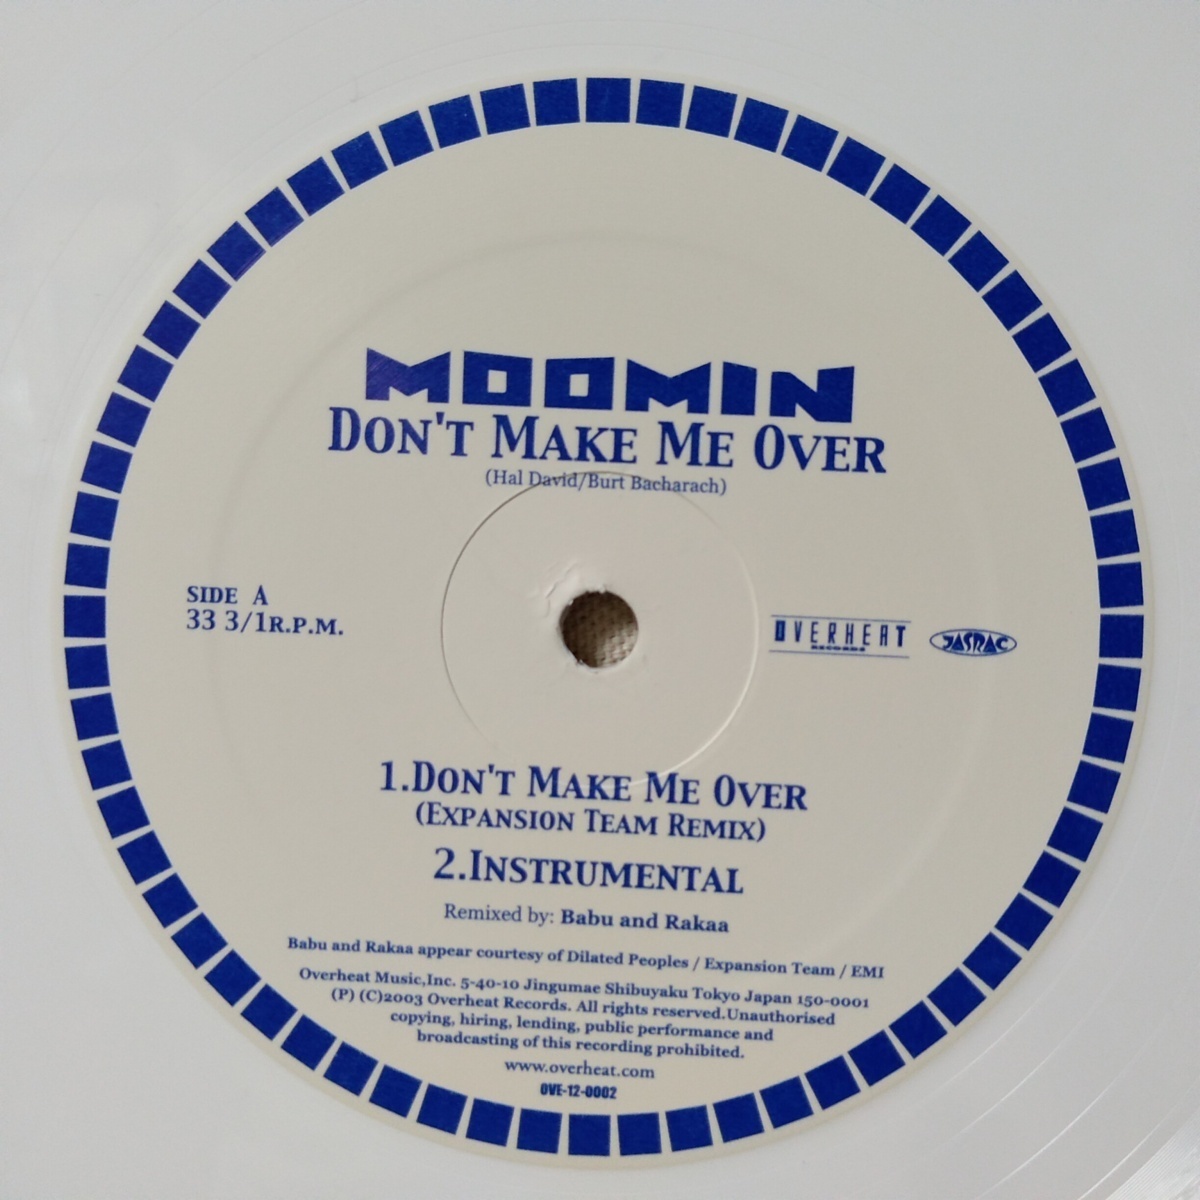 MOOMIN
DON'T MAKE ME OVER
(Hal David/Burt Bacharach)
SIDE A
33 3/1R.P.M.
OVERHEAT
RECORDS
JASRAC
1.DON'T MAKE ME OVER
(EXPANSION TEAM REMIX)
2.INSTRUMENTAL
Remixed by: Babu and Rakaa
Babu and Rakaa appear courtesy of Dilated Peoples / Expansion Team / EMI
Overheat Music,Inc. 5-40-10 Jingumae Shibuyaku Tokyo Japan 150-0001
(P) (C)2003 Overheat Records. All rights reserved.Unauthorised
copying, hiring, lending, public performance and
broadcasting of this recording prohibited.
www.overheat.com
OVE-12-0002